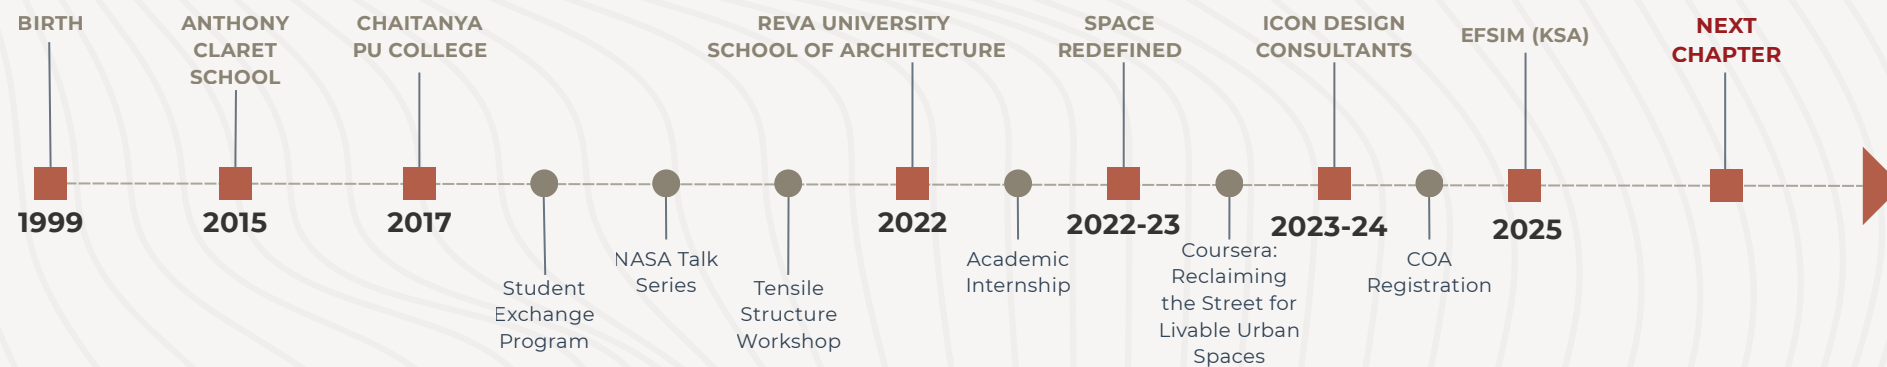 BIRTH
ANTHONY
CLARET
SCHOOL
CHAITANYA
PU COLLEGE
REVA UNIVERSITY
SCHOOL OF ARCHITECTURE
SPACE
REDEFINED
ICON DESIGN
CONSULTANTS
EFSIM (KSA)
NEXT
CHAPTER
1999
2015
2017
2022
2022-23
2023-24
2025
Student
Exchange
Program
NASA Talk
Series
Tensile
Structure
Workshop
Academic
Internship
Coursera:
Reclaiming
the Street for
Livable Urban
Spaces
COA
Registration